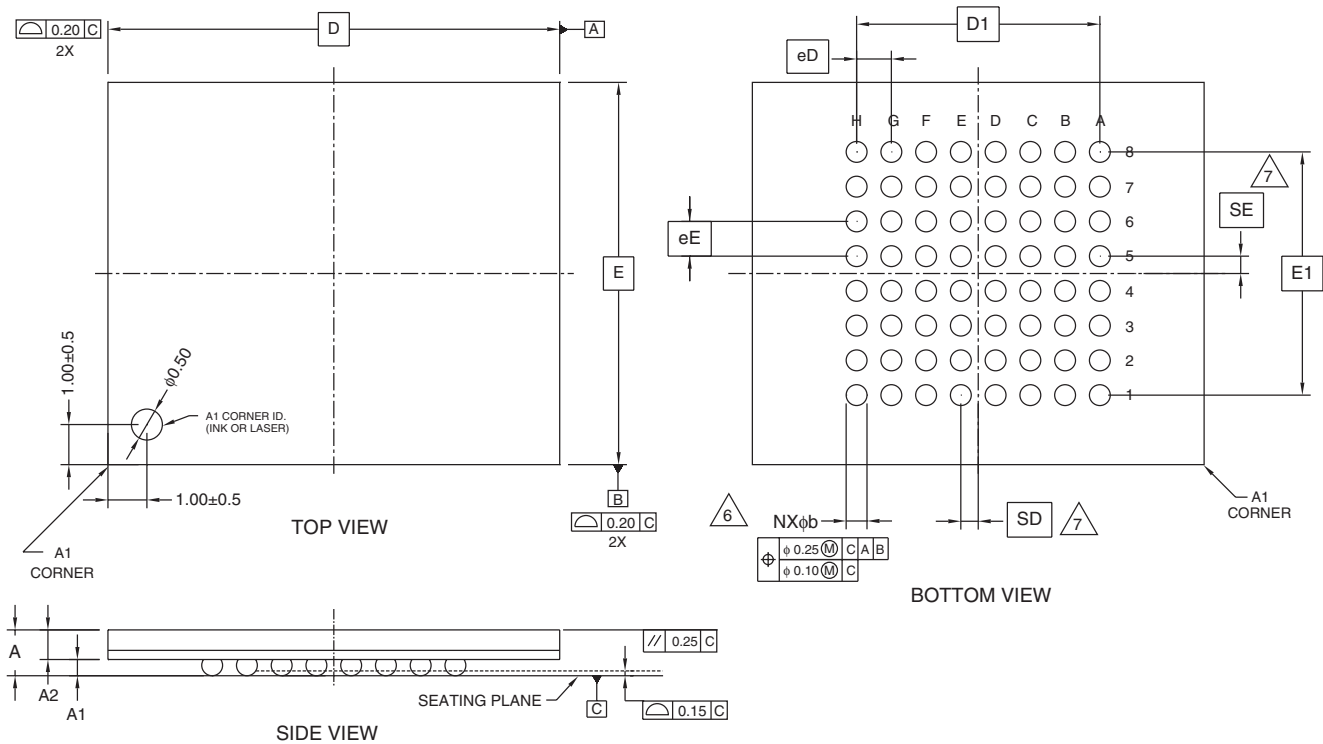 0.20 C
2X
D
A
D1
eD
H G F E D C B A
8
7
7
6
SE
eE
5
E
E1
4
3
1.00±0.5
ϕ0.50
2
A1 CORNER ID.
(INK OR LASER)
1
1.00±0.5
B
0.20 C
2X
TOP VIEW
A1
CORNER
6
NXϕb
SD
7
A1
CORNER
ϕ 0.25 Ⓜ C A B
ϕ 0.10 Ⓜ C
BOTTOM VIEW
A
// 0.25 C
A2
A1
SEATING PLANE
C
0.15 C
SIDE VIEW